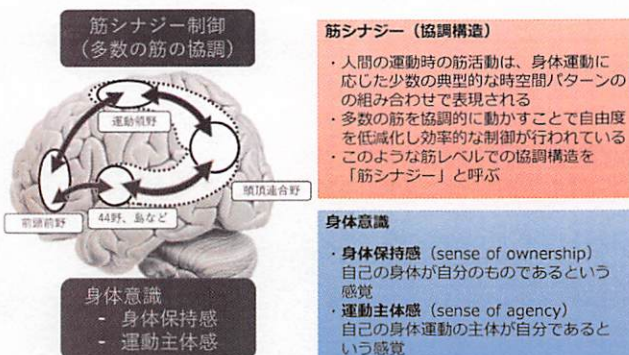 筋シナジー制御
(多数の筋の協調)
運動領野
頭頂連合野
前頭前野
44野、島など
身体意識
- 身体保持感
- 運動主体感
筋シナジー（協調構造）
・人間の運動時の筋活動は、身体運動に
応じた少数の典型的な時空間パターンの
の組み合わせで表現される
・多数の筋を協調的に動かすことで自由度
を低減化し効率的な制御が行われている
・このような筋レベルでの協調構造を
「筋シナジー」と呼ぶ
身体意識
・身体保持感（sense of ownership）
自己の身体が自分のものであるという
感覚
・運動主体感（sense of agency）
自己の身体運動の主体が自分であると
いう感覚